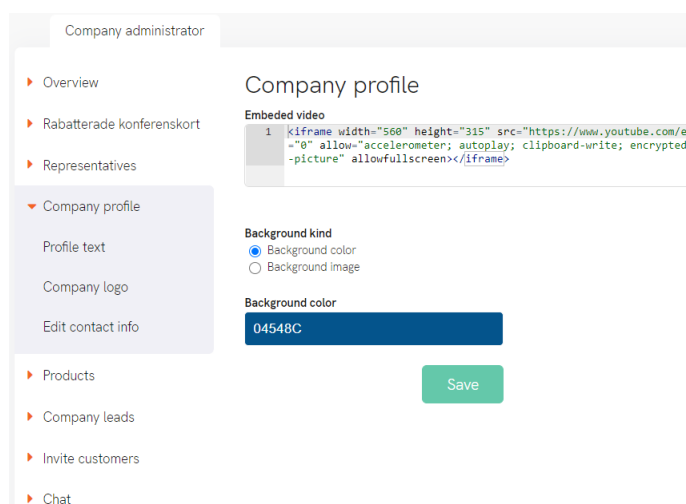 Company administrator
Overview
Rabatterade konferenskort
Representatives
Company profile
Profile text
Company logo
Edit contact info
Products
Company leads
Invite customers
Chat
Company profile
Embeded video
1 <iframe width="560" height="315" src="https://www.youtube.com/e
="0" allow="accelerometer; autoplay; clipboard-write; encrypted
-picture" allowfullscreen></iframe>
Background kind
Background color
Background image
Background color
04548C
Save